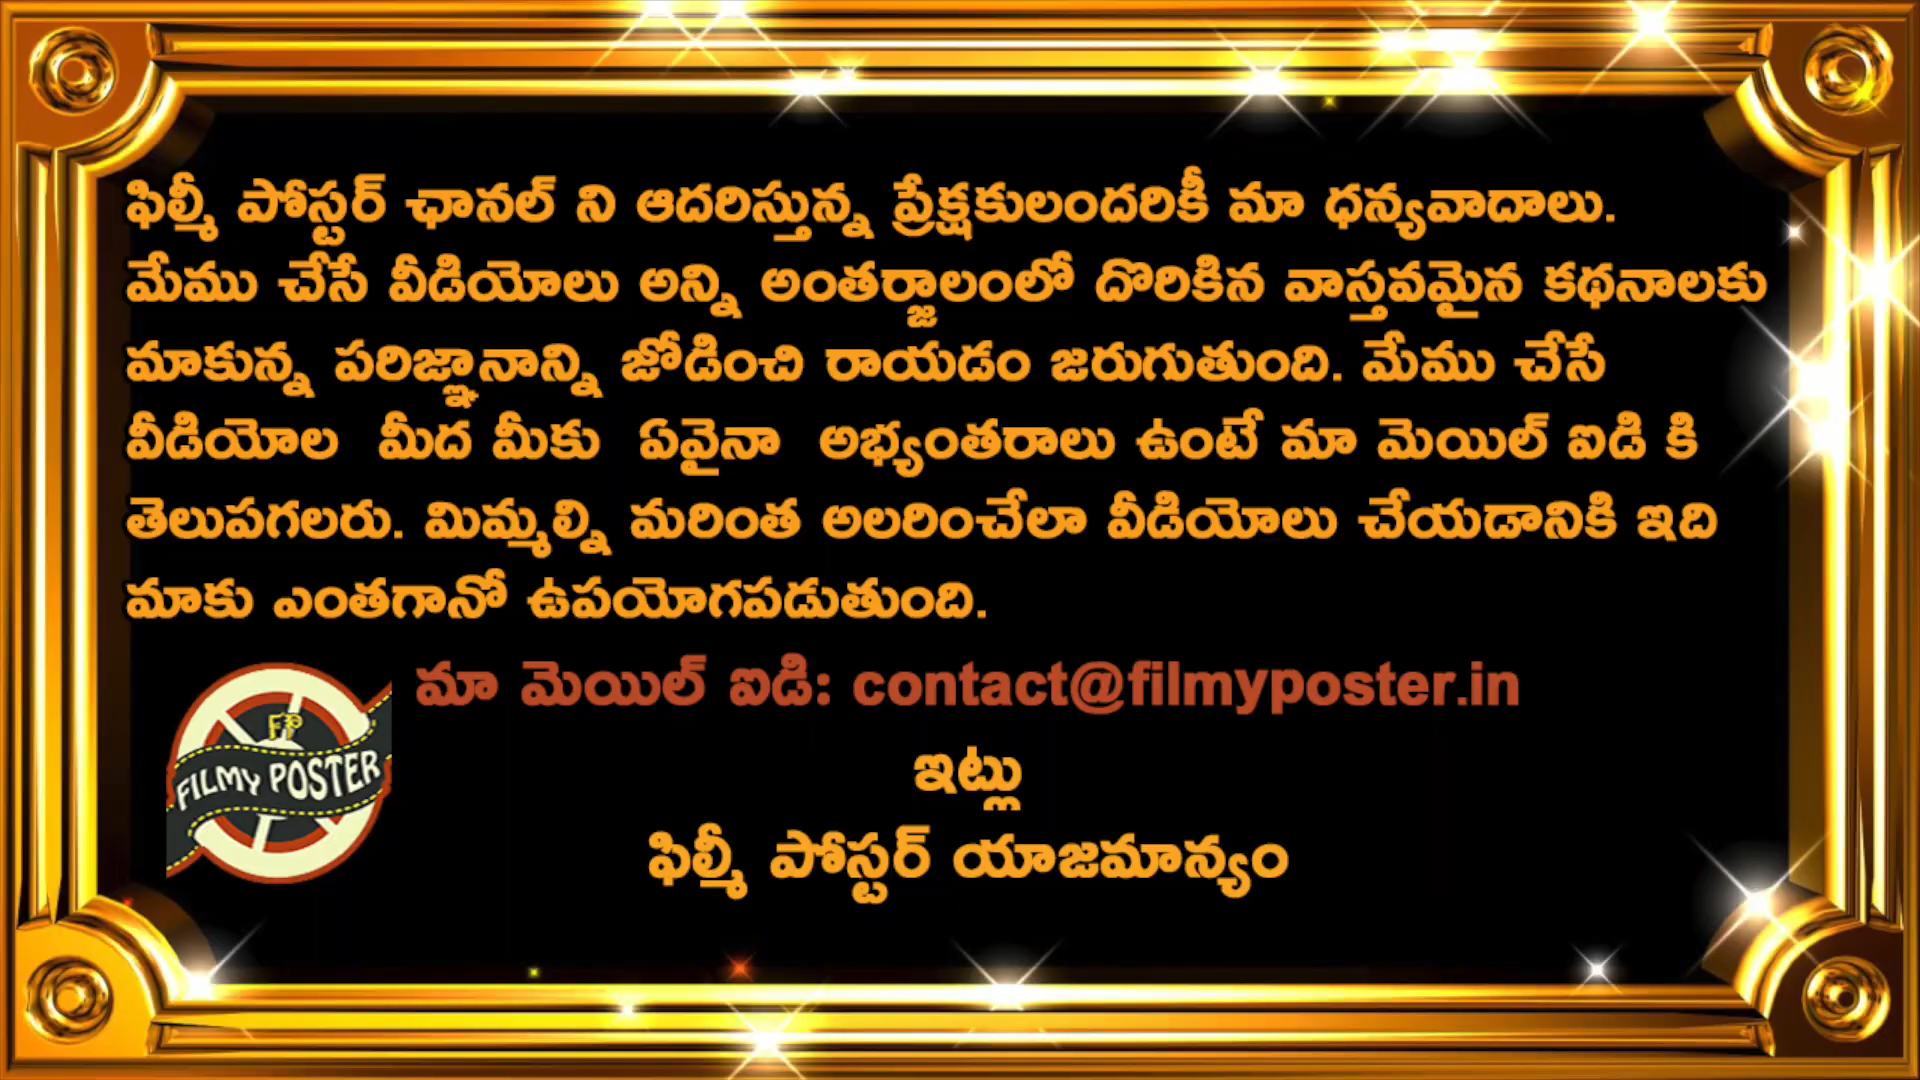 ఫిల్మీ పోస్టర్ ఛానల్ ని ఆదరిస్తున్న ప్రేక్షకులందరికీ మా ధన్యవాదాలు.
మేము చేసే వీడియోలు అన్ని అంతర్జాలంలో దొరికిన వాస్తవమైన కథనాలకు
మాకున్న పరిజ్ఞానాన్ని జోడించి రాయడం జరుగుతుంది. మేము చేసే
వీడియోల మీద మీకు ఏవైనా అభ్యంతరాలు ఉంటే మా మెయిల్ ఐడి కి
తెలుపగలరు. మిమ్మల్ని మరింత అలరించేలా వీడియోలు చేయడానికి ఇది
మాకు ఎంతగానో ఉపయోగపడుతుంది.
మా మెయిల్ ఐడి: contact@filmyposter.in
FP
FILMY POSTER
ఇట్లు
ఫిల్మీ పోస్టర్ యాజమాన్యం